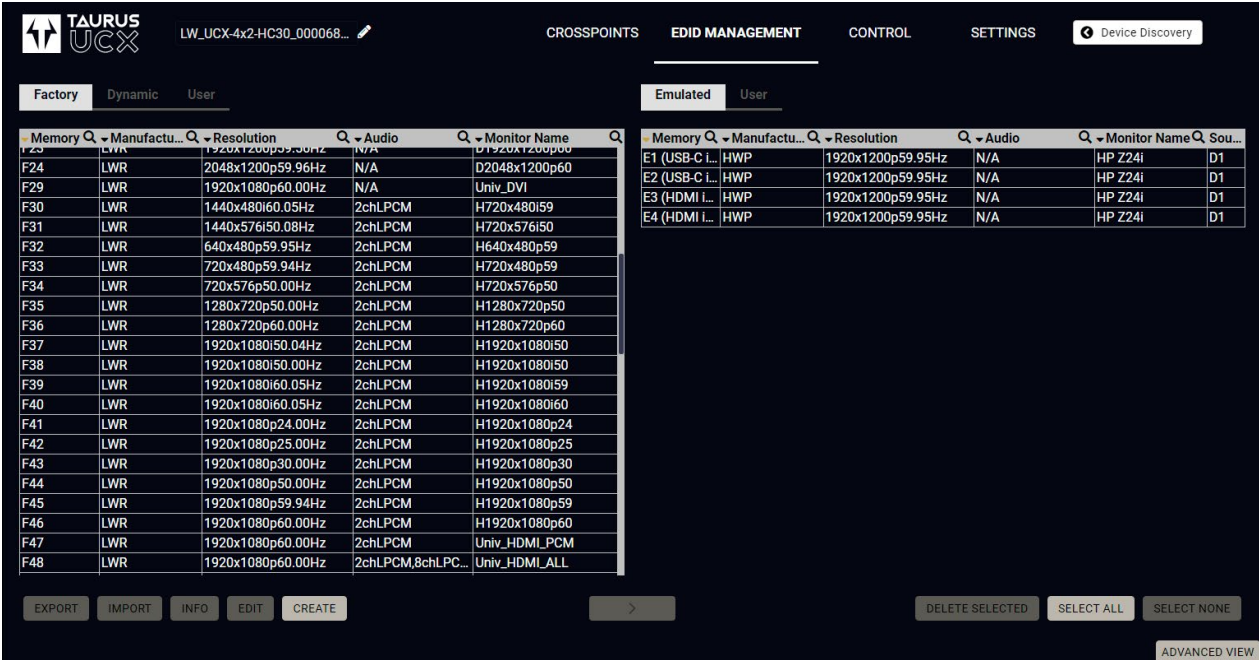 TAURUS
UCX
LW_UCX-4x2-HC30_000068...
CROSSPOINTS
EDID MANAGEMENT
CONTROL
SETTINGS
Device Discovery
Factory Dynamic User
Memory Manufactu... Resolution Audio Monitor Name
F23 LWR 1920x1200p59.56Hz N/A D1920x1200p60
F24 LWR 2048x1200p59.96Hz N/A D2048x1200p60
F29 LWR 1920x1080p60.00Hz N/A Univ_DVI
F30 LWR 1440x480i60.05Hz 2chLPCM H720x480i59
F31 LWR 1440x576i50.08Hz 2chLPCM H720x576i50
F32 LWR 640x480p59.95Hz 2chLPCM H640x480p59
F33 LWR 720x480p59.94Hz 2chLPCM H720x480p59
F34 LWR 720x576p50.00Hz 2chLPCM H720x576p50
F35 LWR 1280x720p50.00Hz 2chLPCM H1280x720p50
F36 LWR 1280x720p60.00Hz 2chLPCM H1280x720p60
F37 LWR 1920x1080i50.04Hz 2chLPCM H1920x1080i50
F38 LWR 1920x1080i50.00Hz 2chLPCM H1920x1080i50
F39 LWR 1920x1080i60.05Hz 2chLPCM H1920x1080i59
F40 LWR 1920x1080i60.05Hz 2chLPCM H1920x1080i60
F41 LWR 1920x1080p24.00Hz 2chLPCM H1920x1080p24
F42 LWR 1920x1080p25.00Hz 2chLPCM H1920x1080p25
F43 LWR 1920x1080p30.00Hz 2chLPCM H1920x1080p30
F44 LWR 1920x1080p50.00Hz 2chLPCM H1920x1080p50
F45 LWR 1920x1080p59.94Hz 2chLPCM H1920x1080p59
F46 LWR 1920x1080p60.00Hz 2chLPCM H1920x1080p60
F47 LWR 1920x1080p60.00Hz 2chLPCM Univ_HDMI_PCM
F48 LWR 1920x1080p60.00Hz 2chLPCM,8chLPC... Univ_HDMI_ALL
EXPORT IMPORT INFO EDIT CREATE
>
Emulated User
Memory Manufactu... Resolution Audio Monitor Name Sou...
E1 (USB-C i... HWP 1920x1200p59.95Hz N/A HP Z24i D1
E2 (USB-C i... HWP 1920x1200p59.95Hz N/A HP Z24i D1
E3 (HDMI i... HWP 1920x1200p59.95Hz N/A HP Z24i D1
E4 (HDMI i... HWP 1920x1200p59.95Hz N/A HP Z24i D1
DELETE SELECTED SELECT ALL SELECT NONE
ADVANCED VIEW